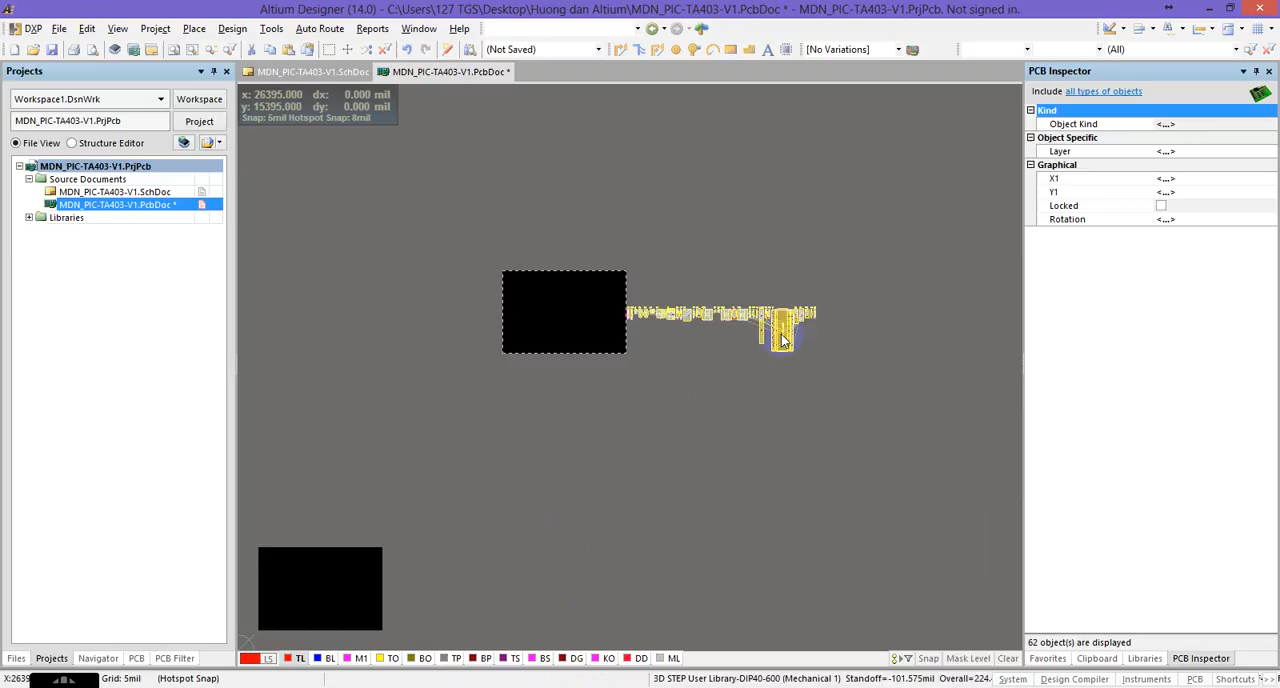 Altium Designer (14.0) - C:\Users\127 TGS\Desktop\Huong dan Altium\MDN_PIC-TA403-V1.PcbDoc * - MDN_PIC-TA403-V1.PrjPcb. Not signed in.
DXP File Edit View Project Place Design Tools Auto Route Reports Window Help
(Not Saved) [No Variations] (All)
Projects
MDN_PIC-TA403-V1.SchDoc MDN_PIC-TA403-V1.PcbDoc *
PCB Inspector
Workspace1.DsnWrk Workspace
MDN_PIC-TA403-V1.PrjPcb Project
File View Structure Editor
MDN_PIC-TA403-V1.PrjPcb
Source Documents
MDN_PIC-TA403-V1.SchDoc
MDN_PIC-TA403-V1.PcbDoc *
Libraries
x: 26395.000 dx: 0.000 mil
y: 15395.000 dy: 0.000 mil
Snap: 5mil Hotspot Snap: 8mil
Include all types of objects
Kind
Object Kind <...>
Object Specific
Layer <...>
Graphical
X1 <...>
Y1 <...>
Locked
Rotation <...>
62 object(s) are displayed
Files Projects Navigator PCB PCB Filter
LS TL BL M1 TO BO TP BP TS BS DG KO DD ML
Snap Mask Level Clear
Favorites Clipboard Libraries PCB Inspector
Grid: 5mil (Hotspot Snap)
3D STEP User Library-DIP40-600 (Mechanical 1) Standoff=-101.575mil Overall=224.
System Design Compiler Instruments PCB Shortcuts >>